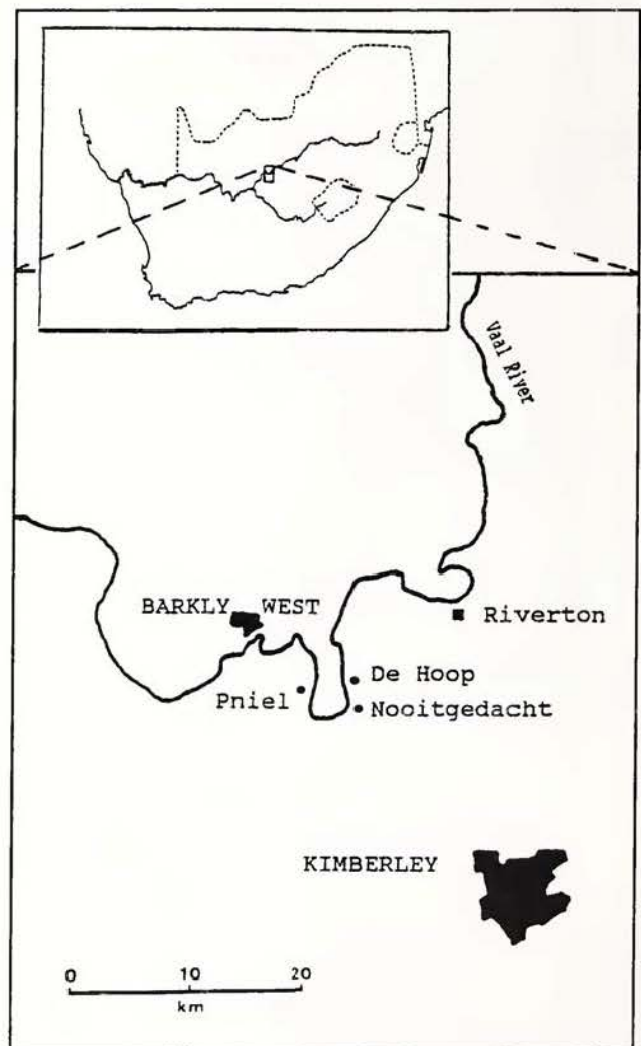 Vaal River
BARKLY WEST
Riverton
De Hoop
Pniel
Nooitgedacht
KIMBERLEY
0 10 20
km